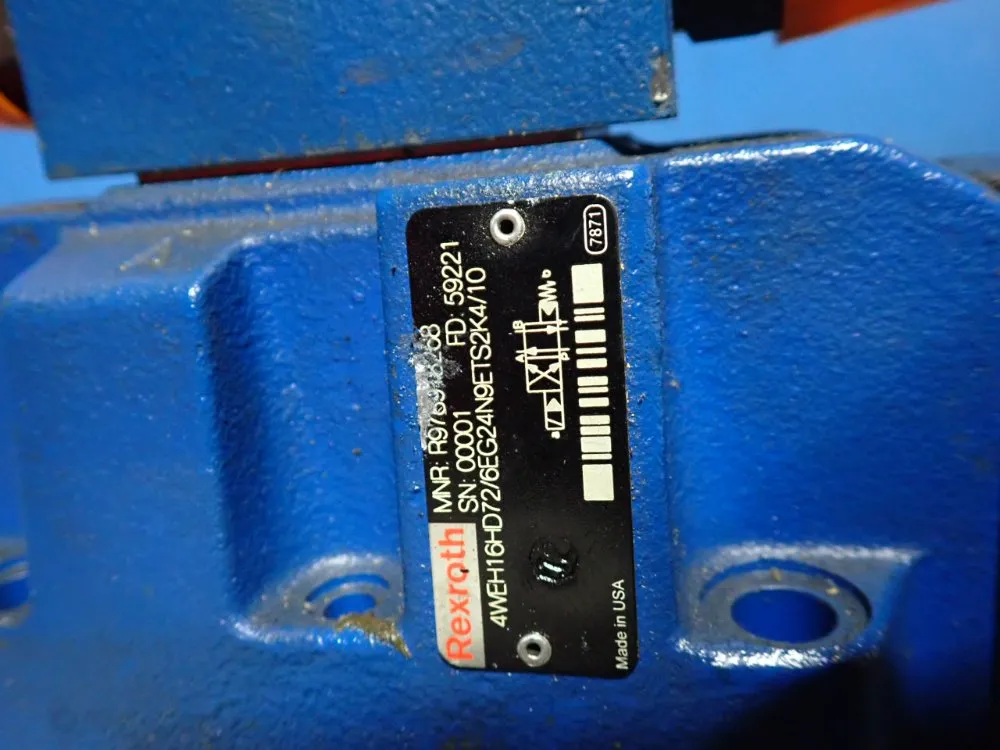 Rexroth
MNR:
SN: 00001 FD: 59221
4WEH16HD72/6EG24N9ETS2K4/10
a A B P T b
7871
Made in USA